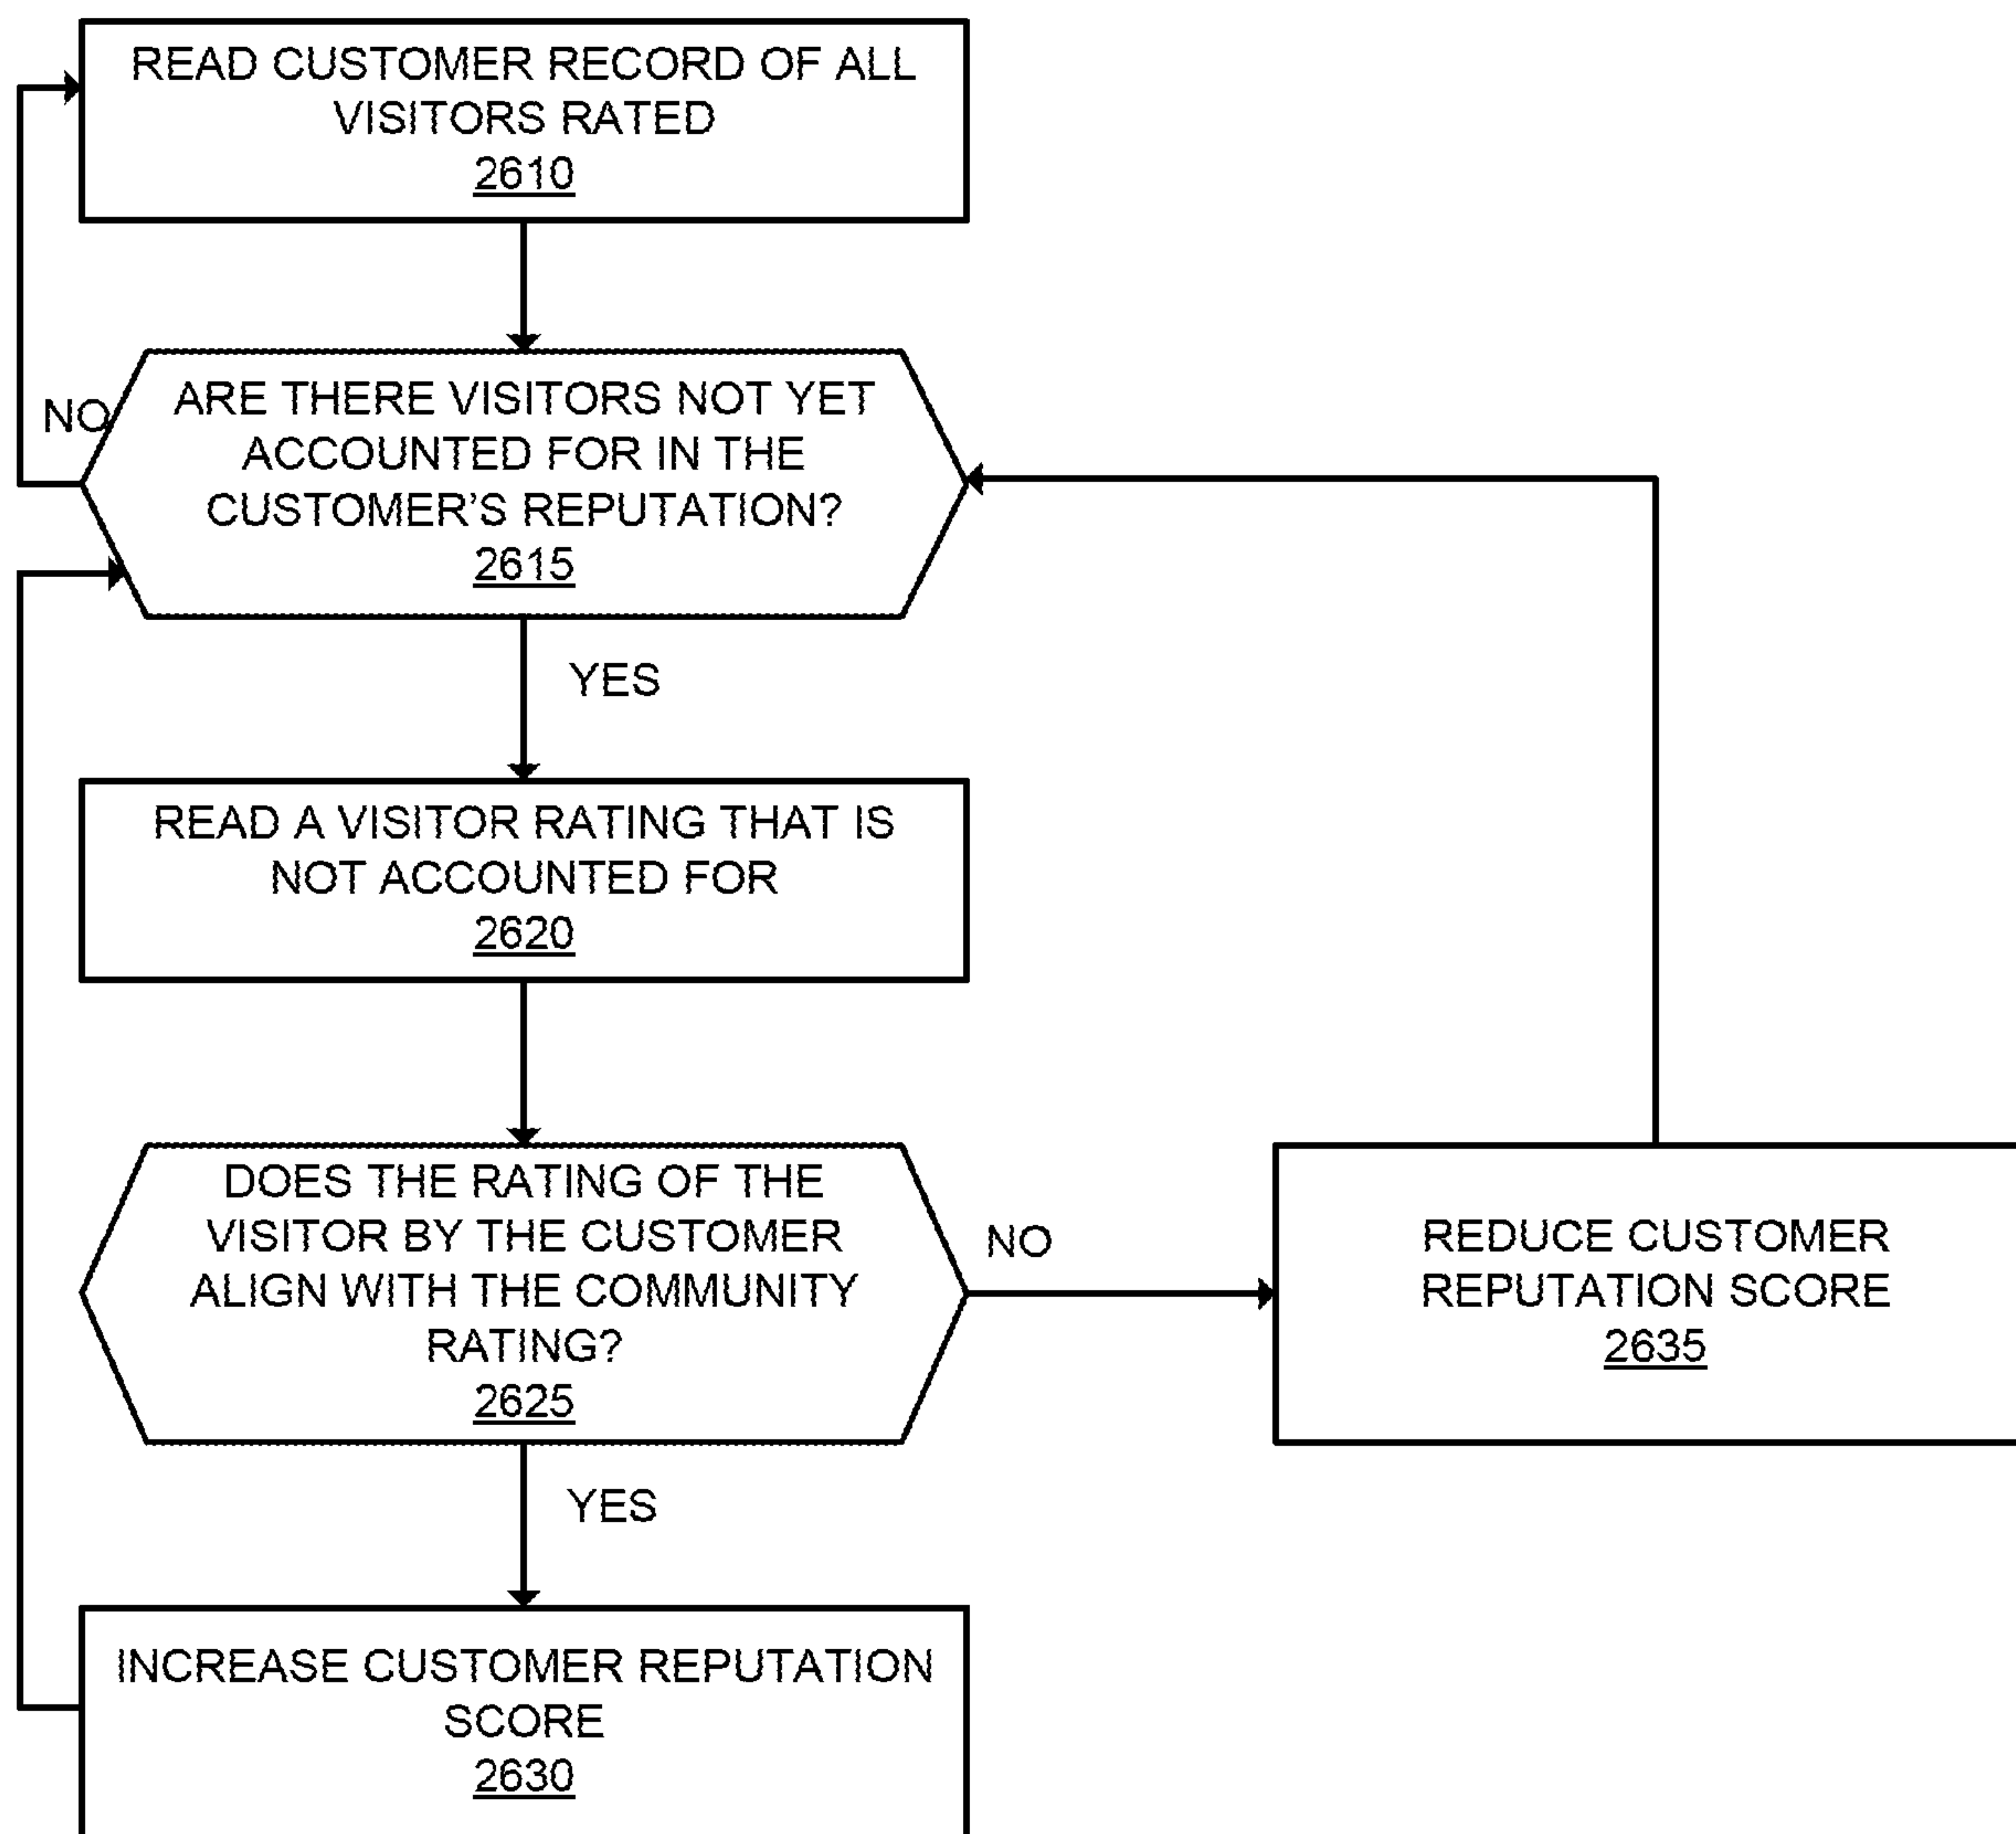 READ CUSTOMER RECORD OF ALL
VISITORS RATED
2610
NO
ARE THERE VISITORS NOT YET
ACCOUNTED FOR IN THE
CUSTOMER'S REPUTATION?
2615
YES
READ A VISITOR RATING THAT IS
NOT ACCOUNTED FOR
2620
DOES THE RATING OF THE
VISITOR BY THE CUSTOMER
ALIGN WITH THE COMMUNITY
RATING?
2625
NO
REDUCE CUSTOMER
REPUTATION SCORE
2635
YES
INCREASE CUSTOMER REPUTATION
SCORE
2630